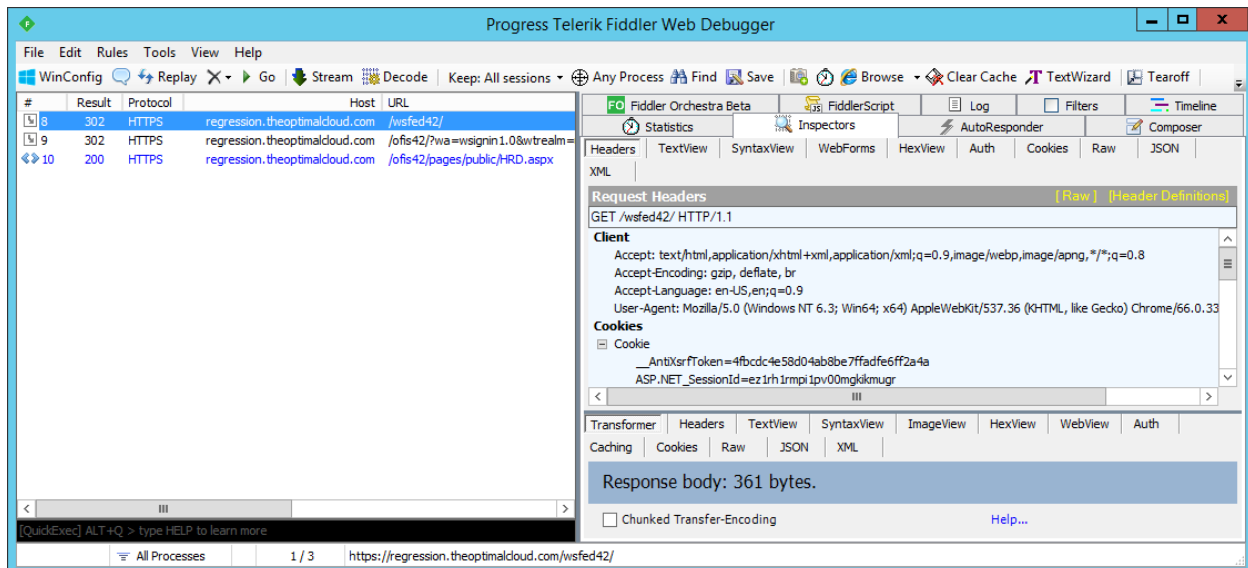 Progress Telerik Fiddler Web Debugger
File Edit Rules Tools View Help
WinConfig Replay Go Stream Decode Keep: All sessions Any Process Find Save Browse Clear Cache TextWizard Tearoff
# Result Protocol Host URL
8 302 HTTPS regression.theoptimalcloud.com /wsfed42/
9 302 HTTPS regression.theoptimalcloud.com /ofis42/?wa=wsignin1.0&wtrealm=
10 200 HTTPS regression.theoptimalcloud.com /ofis42/pages/public/HRD.aspx
FO Fiddler Orchestra Beta FiddlerScript Log Filters Timeline
Statistics Inspectors AutoResponder Composer
Headers TextView SyntaxView WebForms HexView Auth Cookies Raw JSON
XML
Request Headers [ Raw ] [Header Definitions]
GET /wsfed42/ HTTP/1.1
Client
Accept: text/html,application/xhtml+xml,application/xml;q=0.9,image/webp,image/apng,*/*;q=0.8
Accept-Encoding: gzip, deflate, br
Accept-Language: en-US,en;q=0.9
User-Agent: Mozilla/5.0 (Windows NT 6.3; Win64; x64) AppleWebKit/537.36 (KHTML, like Gecko) Chrome/66.0.33
Cookies
Cookie
__AntiXsrfToken=4fbcdc4e58d04ab8be7ffadfe6ff2a4a
ASP.NET_SessionId=ez1rh1rmpi1pv00mgkikmugr
Transformer Headers TextView SyntaxView ImageView HexView WebView Auth
Caching Cookies Raw JSON XML
Response body: 361 bytes.
Chunked Transfer-Encoding Help...
[QuickExec] ALT+Q > type HELP to learn more
All Processes 1 / 3 https://regression.theoptimalcloud.com/wsfed42/